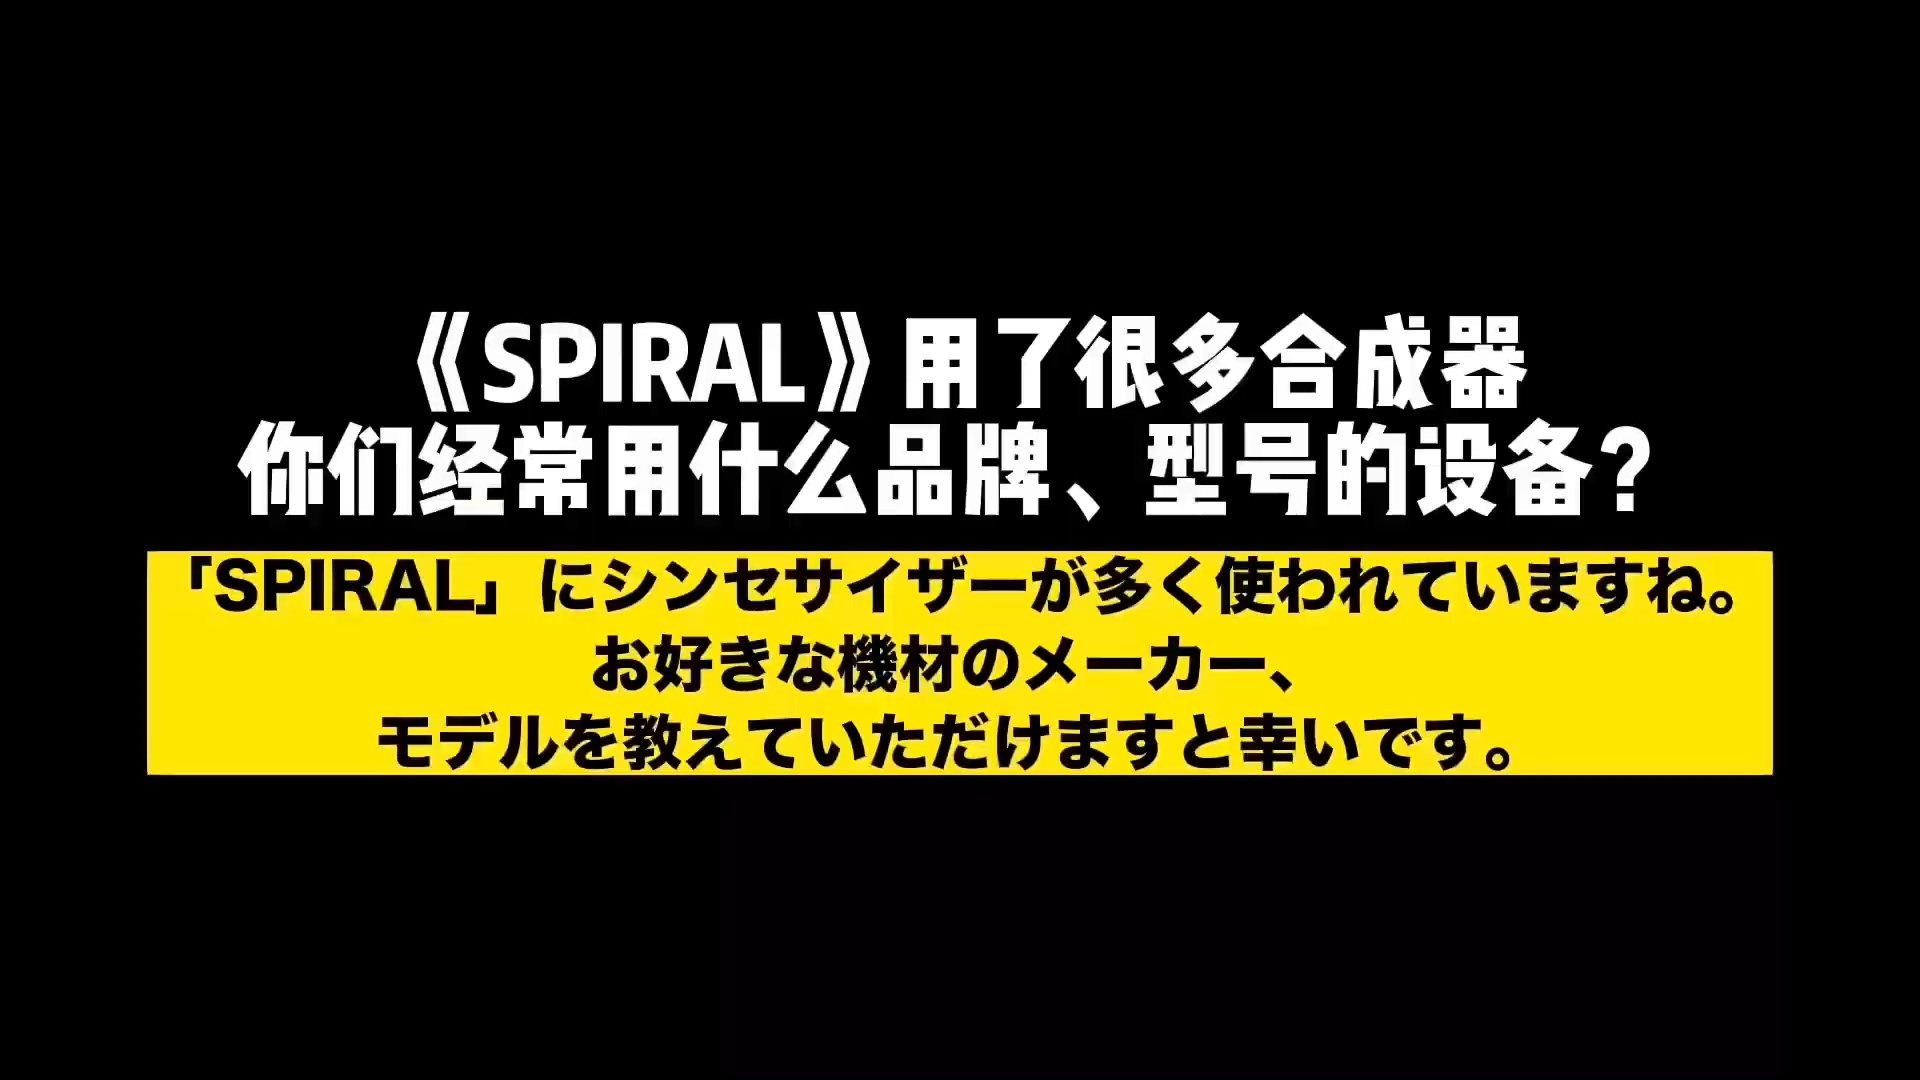 《SPIRAL》用了很多合成器
你们经常用什么品牌、型号的设备？
「SPIRAL」にシンセサイザーが多く使われていますね。
お好きな機材のメーカー、
モデルを教えていただけますと幸いです。